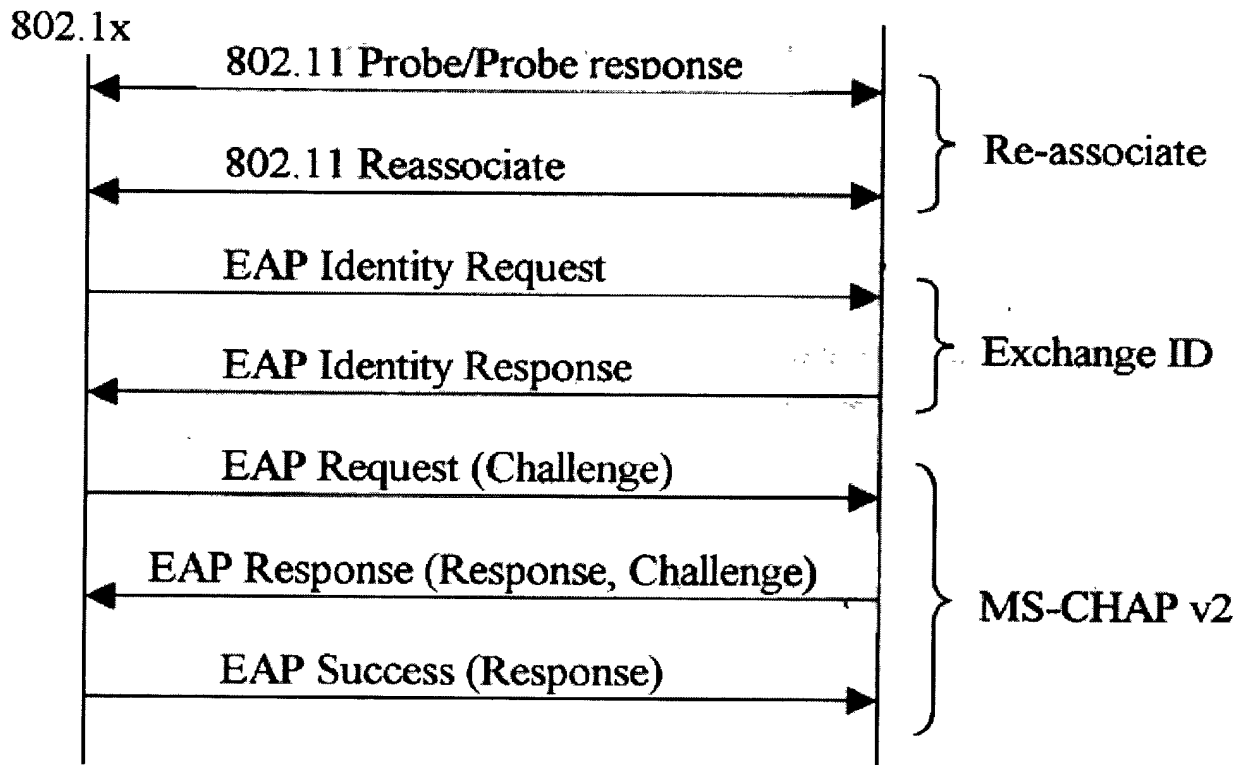 802.1x
802.11 Probe/Probe response
Re-associate
802.11 Reassociate
EAP Identity Request
Exchange ID
EAP Identity Response
EAP Request (Challenge)
EAP Response (Response, Challenge)
MS-CHAP v2
EAP Success (Response)